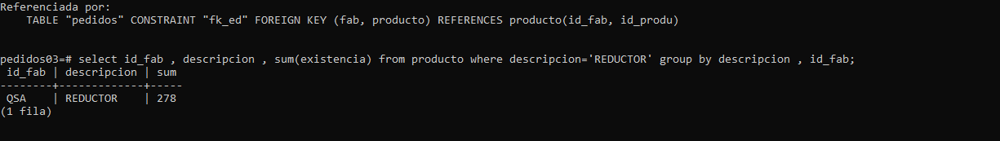 Referenciada por:
    TABLE "pedidos" CONSTRAINT "fk_ed" FOREIGN KEY (fab, producto) REFERENCES producto(id_fab, id_produ)
pedidos03=# select id_fab , descripcion , sum(existencia) from producto where descripcion='REDUCTOR' group by descripcion , id_fab;
 id_fab | descripcion | sum
--------+-------------+-----
 QSA    | REDUCTOR    | 278
(1 fila)